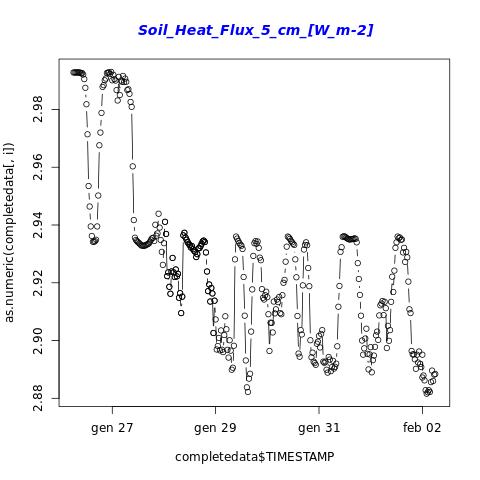 Soil_Heat_Flux_5_cm_[W_m-2]
as.numeric(completedata[, i])
2.98
2.96
2.94
2.92
2.90
2.88
gen 27
gen 29
gen 31
feb 02
completedata$TIMESTAMP